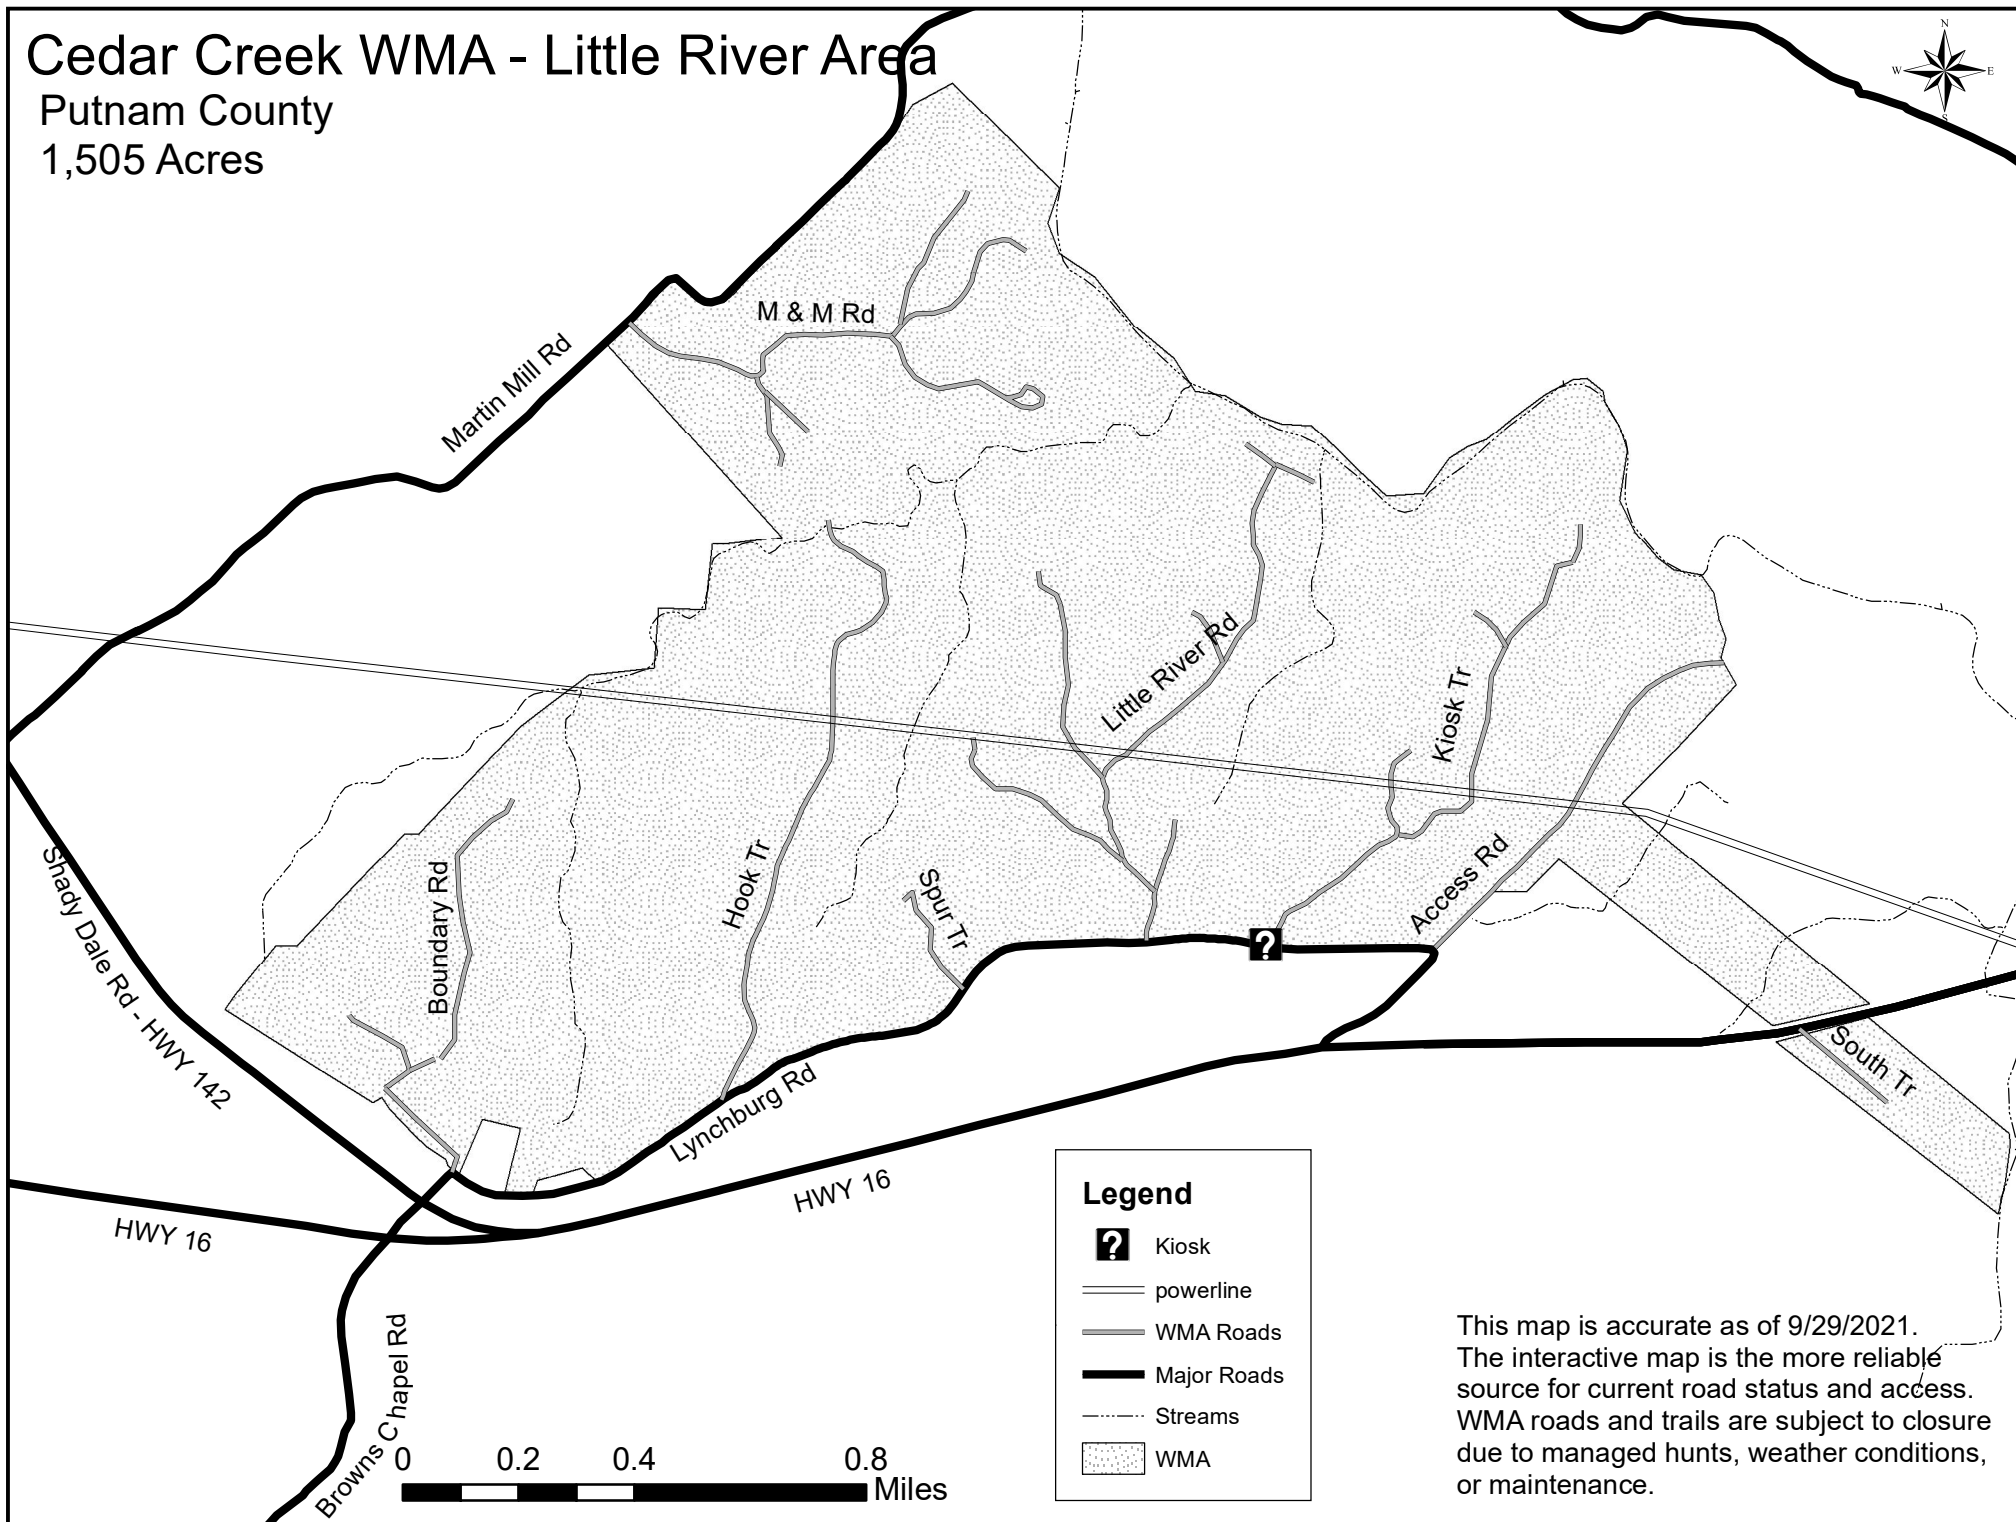 Cedar Creek WMA - Little River Area
Putnam County
1,505 Acres
N
W
E
S
M & M Rd
Martin Mill Rd
Little River Rd
Kiosk Tr
Access Rd
Hook Tr
Spur Tr
Boundary Rd
Shady Dale Rd - HWY 142
Lynchburg Rd
South Tr
HWY 16
HWY 16
Browns Chapel Rd
?
Legend
? Kiosk
powerline
WMA Roads
Major Roads
Streams
WMA
0 0.2 0.4 0.8
Miles
This map is accurate as of 9/29/2021.
The interactive map is the more reliable
source for current road status and access.
WMA roads and trails are subject to closure
due to managed hunts, weather conditions,
or maintenance.